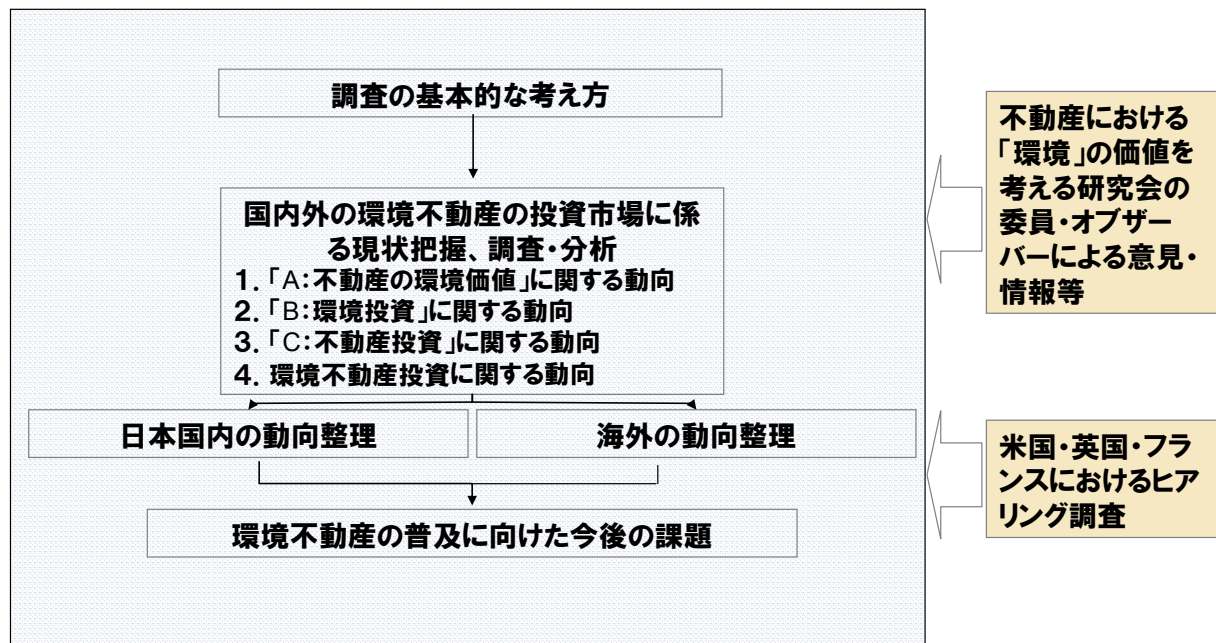 調査の基本的な考え方
国内外の環境不動産の投資市場に係
る現状把握、調査・分析
1.「A:不動産の環境価値」に関する動向
2.「B:環境投資」に関する動向
3.「C:不動産投資」に関する動向
4. 環境不動産投資に関する動向
日本国内の動向整理
海外の動向整理
環境不動産の普及に向けた今後の課題
不動産における
「環境」の価値を
考える研究会の
委員・オブザー
バーによる意見・
情報等
米国・英国・フラ
ンスにおけるヒア
リング調査